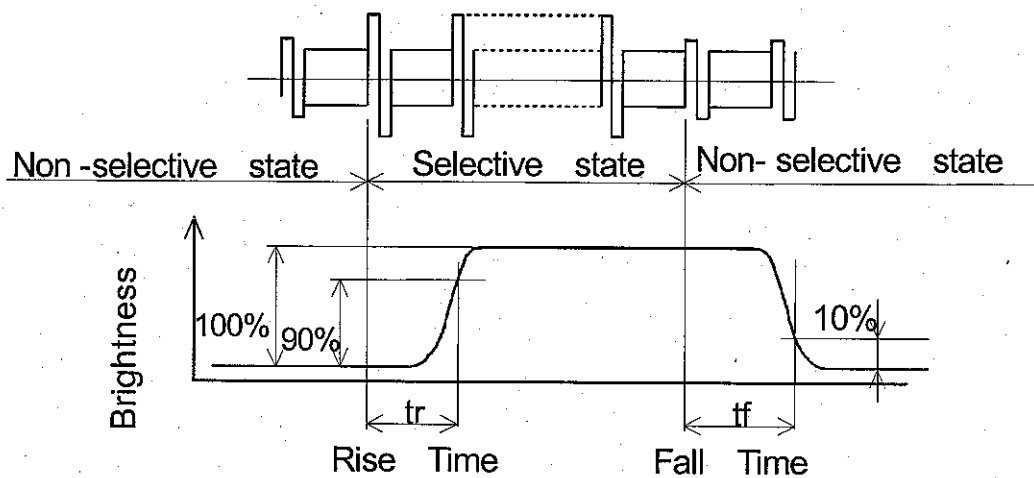 Non -selective state
Selective state
Non- selective state
Brightness
100%
90%
10%
tr
tf
Rise Time
Fall Time